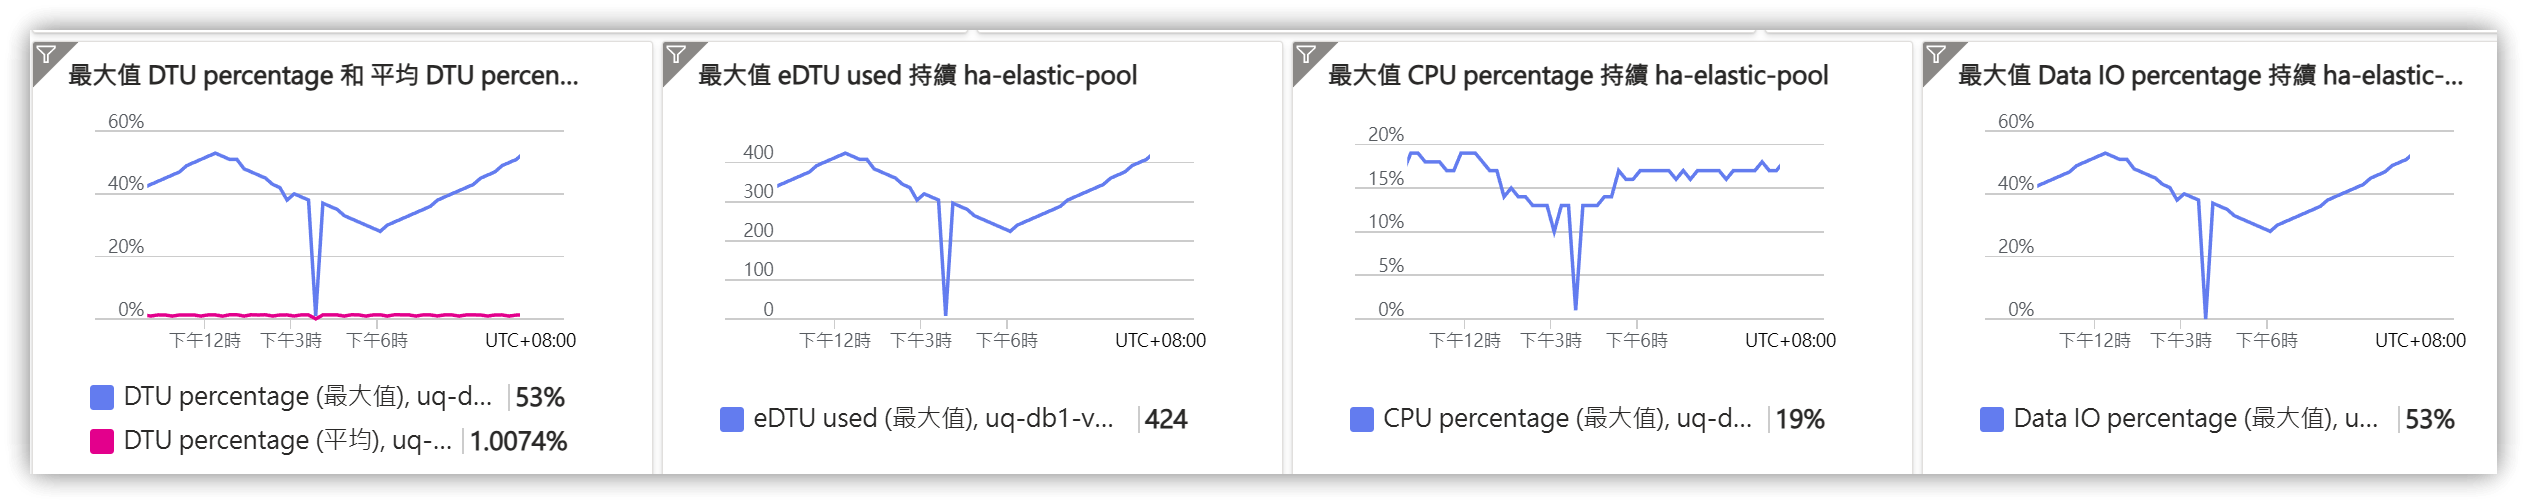 最大值 DTU percentage 和 平均 DTU percen...
60%
40%
20%
0%
下午12時 下午3時 下午6時 UTC+08:00
DTU percentage (最大值), uq-d... 53%
DTU percentage (平均), uq-... 1.0074%
最大值 eDTU used 持續 ha-elastic-pool
400
300
200
100
0
下午12時 下午3時 下午6時 UTC+08:00
eDTU used (最大值), uq-db1-v... 424
最大值 CPU percentage 持續 ha-elastic-pool
20%
15%
10%
5%
0%
下午12時 下午3時 下午6時 UTC+08:00
CPU percentage (最大值), uq-d... 19%
最大值 Data IO percentage 持續 ha-elastic-...
60%
40%
20%
0%
下午12時 下午3時 下午6時 UTC+08:00
Data IO percentage (最大值), u... 53%